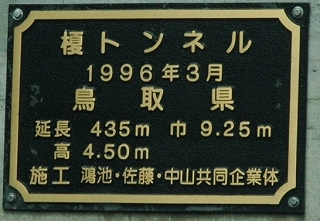 榎トンネル
1996年3月
鳥取県
延長 435m 巾 9.25m
高 4.50m
施工 鴻池・佐藤・中山共同企業体